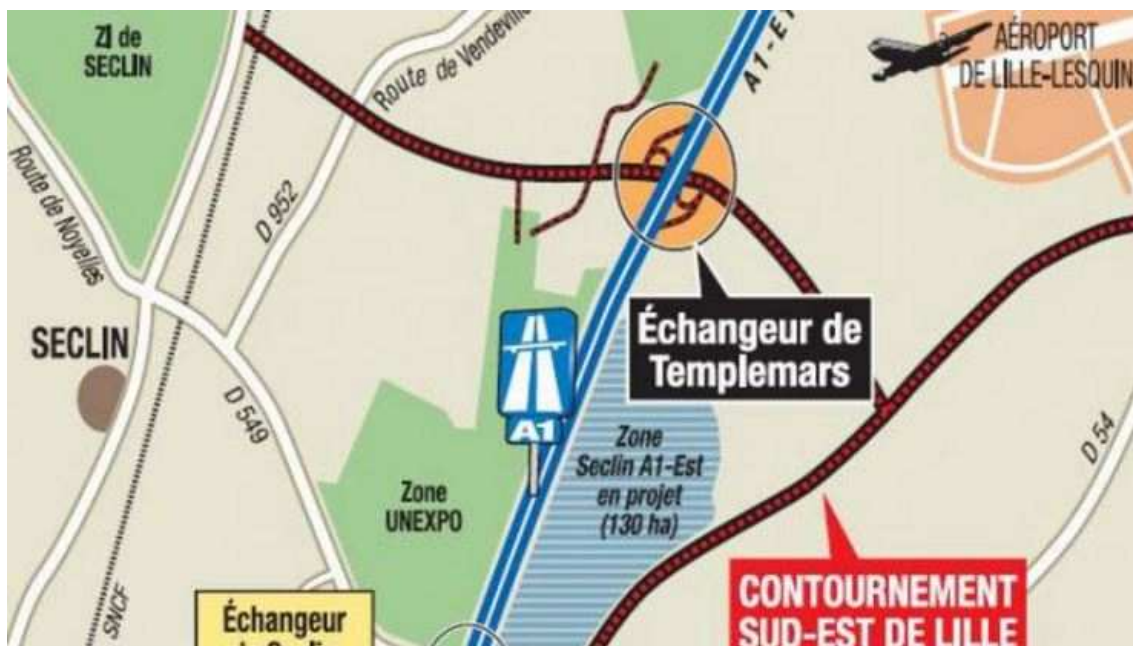 ZI de
SECLIN
Route de Vendeville
A1 - E1
AÉROPORT
DE LILLE-LESQUIN
Route de Noyelles
D 952
SECLIN
Échangeur de
Templemars
D 549
A1
Zone
Seclin A1-Est
en projet
(130 ha)
D 54
Zone
UNEXPO
SNCF
Échangeur
CONTOURNEMENT
SUD-EST DE LILLE